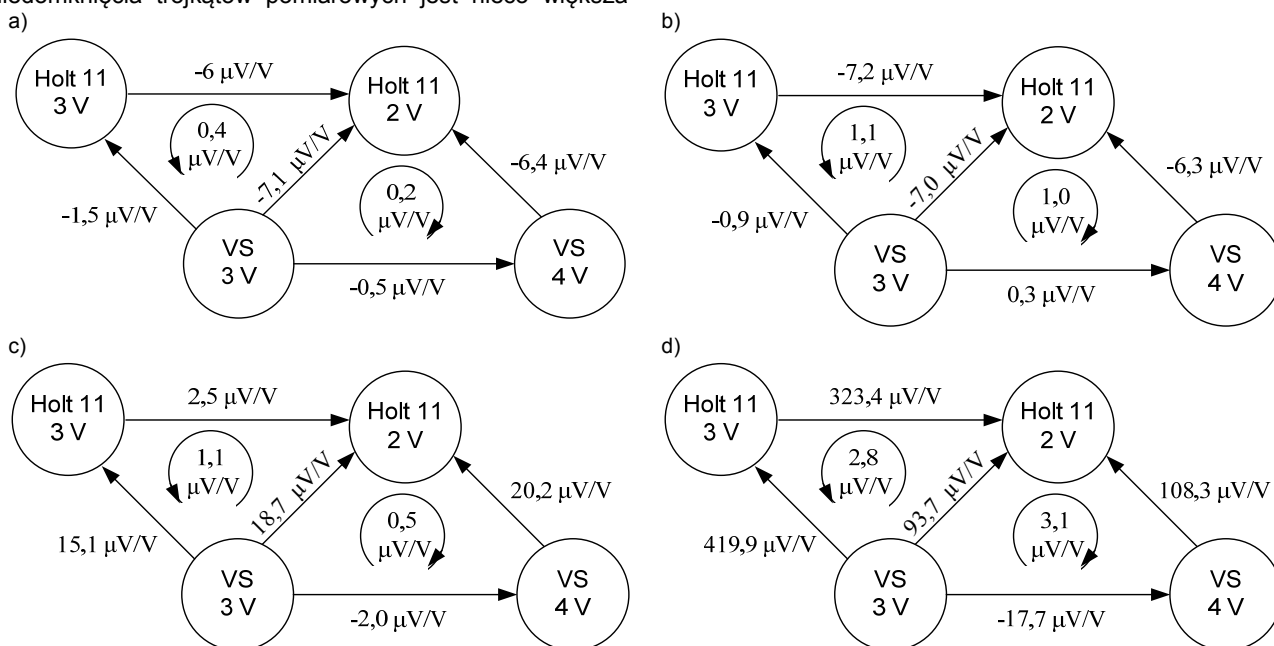 niedomknięcia trójkątów pomiarowych jest nieco większa
a)
Holt 11
3 V
-6 µV/V
Holt 11
2 V
0,4
µV/V
-7,1 µV/V
-6,4 µV/V
0,2
µV/V
-1,5 µV/V
VS
3 V
-0,5 µV/V
VS
4 V
b)
Holt 11
3 V
-7,2 µV/V
Holt 11
2 V
1,1
µV/V
-7,0 µV/V
-6,3 µV/V
1,0
µV/V
-0,9 µV/V
VS
3 V
0,3 µV/V
VS
4 V
c)
Holt 11
3 V
2,5 µV/V
Holt 11
2 V
1,1
µV/V
18,7 µV/V
20,2 µV/V
0,5
µV/V
15,1 µV/V
VS
3 V
-2,0 µV/V
VS
4 V
d)
Holt 11
3 V
323,4 µV/V
Holt 11
2 V
2,8
µV/V
93,7 µV/V
108,3 µV/V
3,1
µV/V
419,9 µV/V
VS
3 V
-17,7 µV/V
VS
4 V